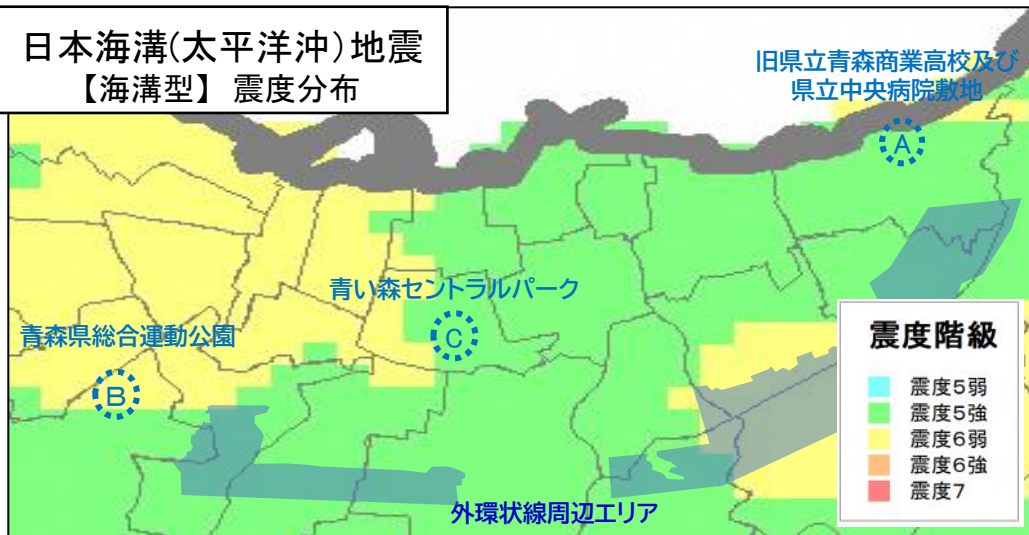 日本海溝(太平洋沖)地震
【海溝型】 震度分布
旧県立青森商業高校及び
県立中央病院敷地
A
青い森セントラルパーク
青森県総合運動公園
C
B
震度階級
震度5弱
震度5強
震度6弱
震度6強
震度7
外環状線周辺エリア